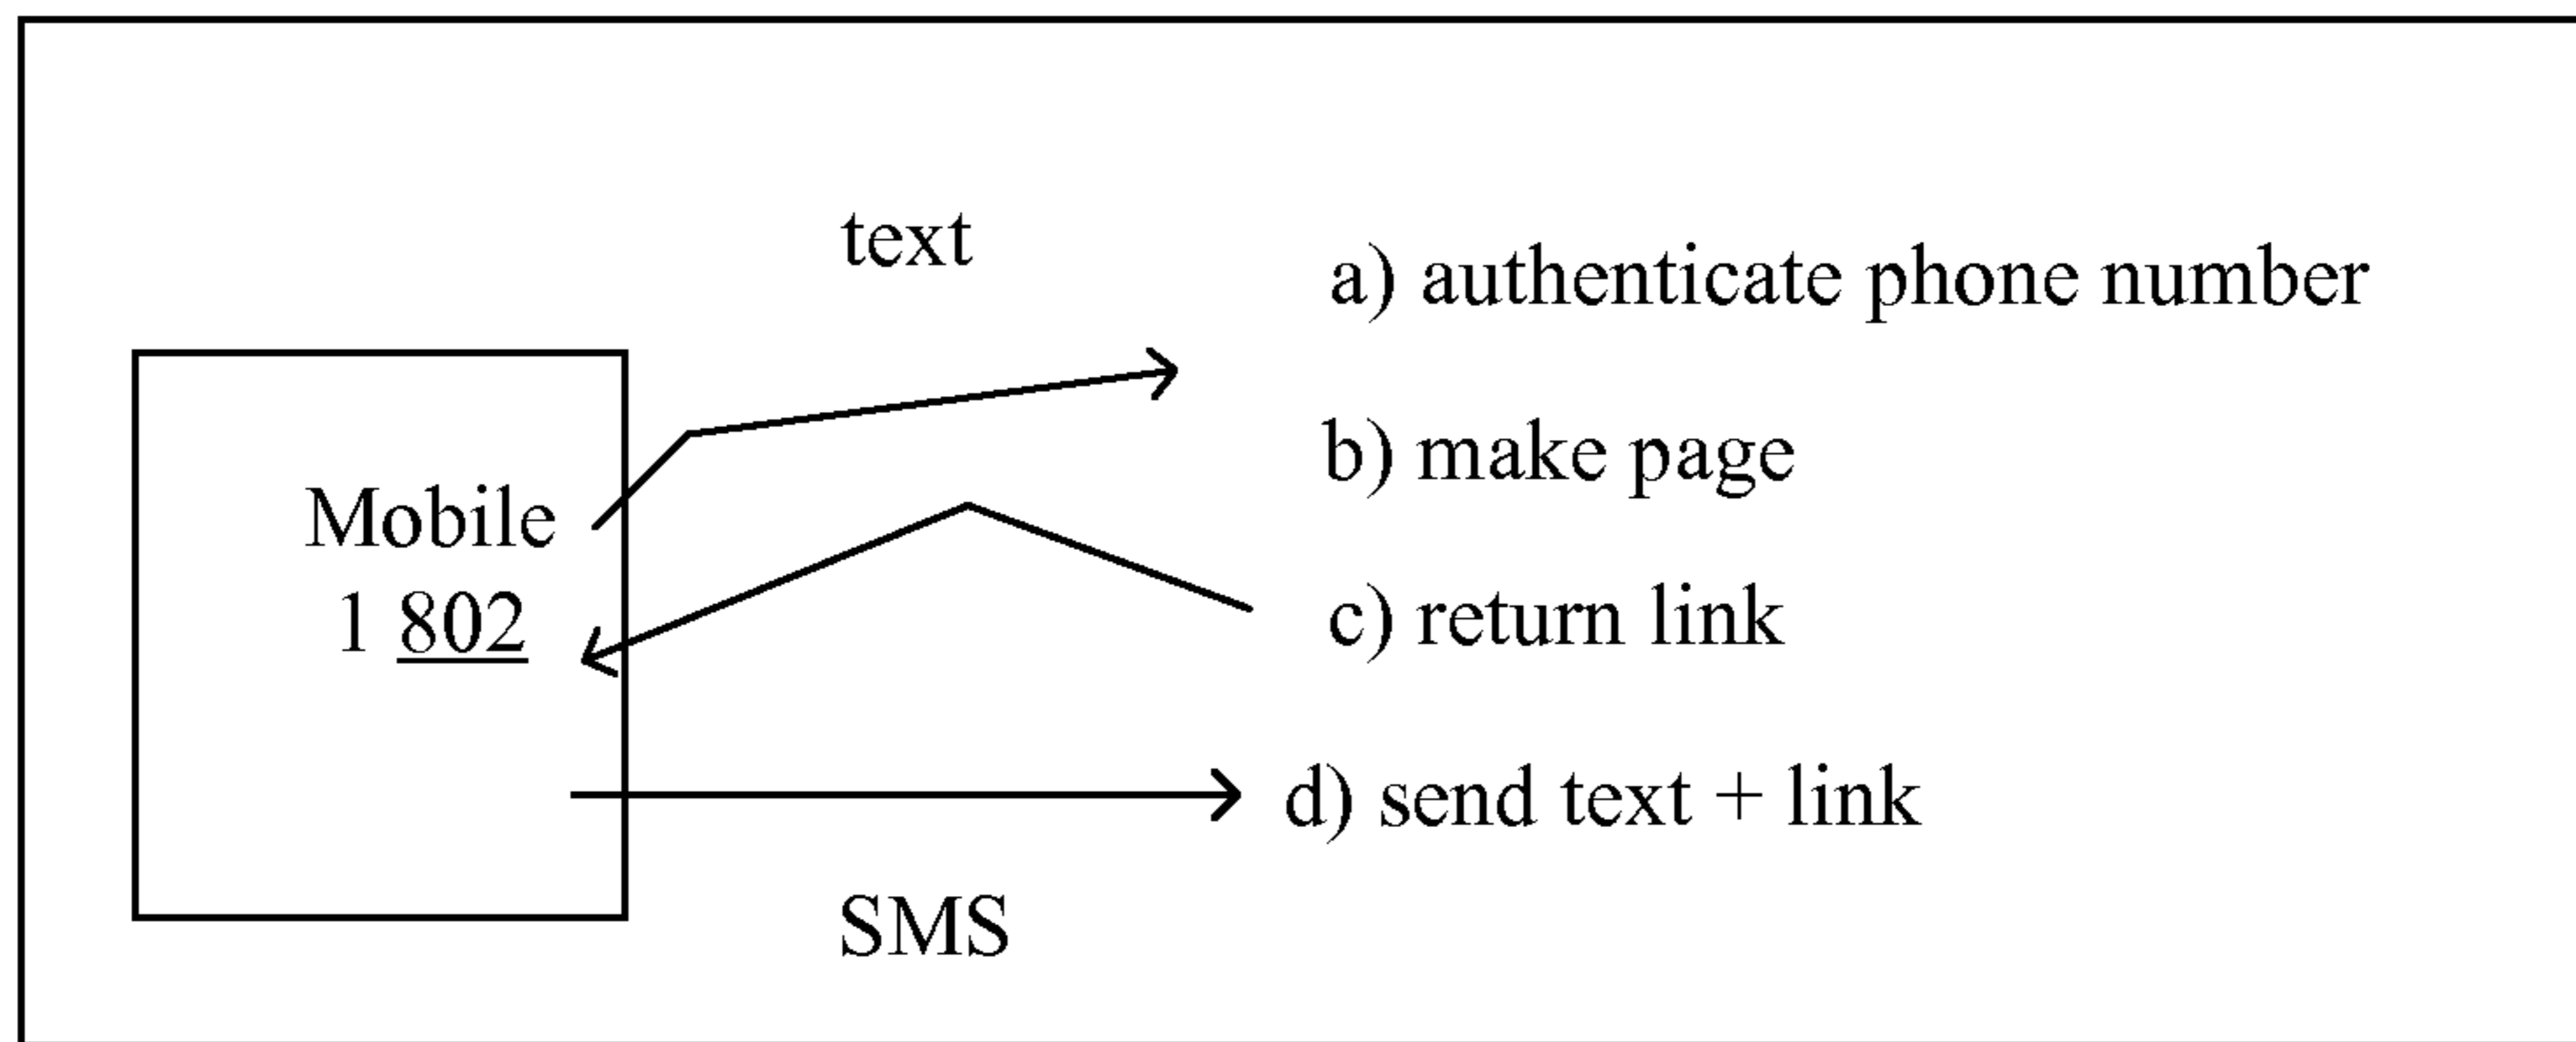 text
a) authenticate phone number
b) make page
Mobile
1 802
c) return link
d) send text + link
SMS